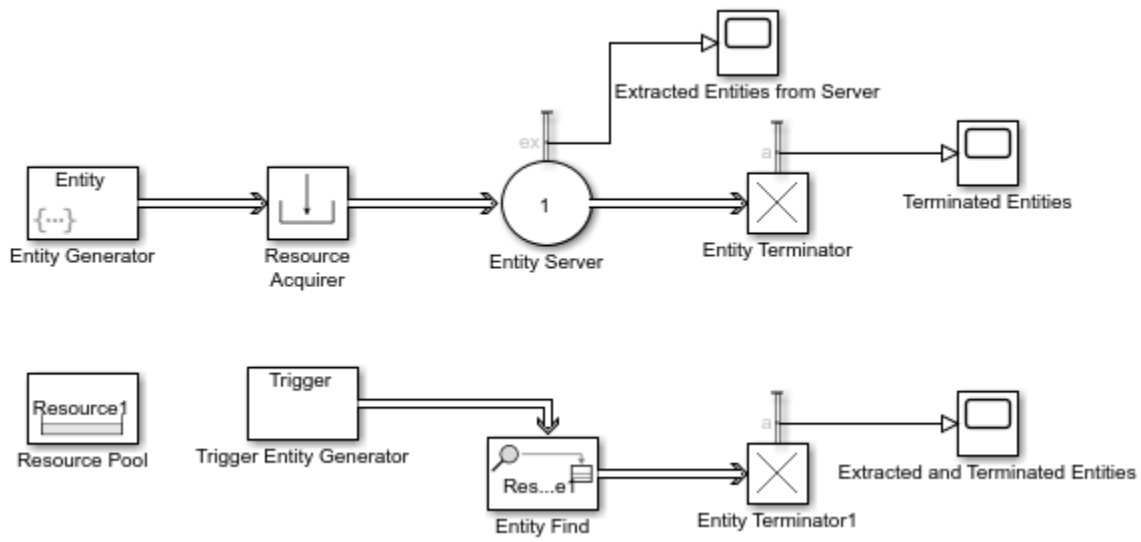 Extracted Entities from Server
ex
a
Terminated Entities
Entity
{...}
Entity Generator
Resource
Acquirer
1
Entity Server
Entity Terminator
Resource1
Resource Pool
Trigger
Trigger Entity Generator
Res...e1
Entity Find
a
Entity Terminator1
Extracted and Terminated Entities